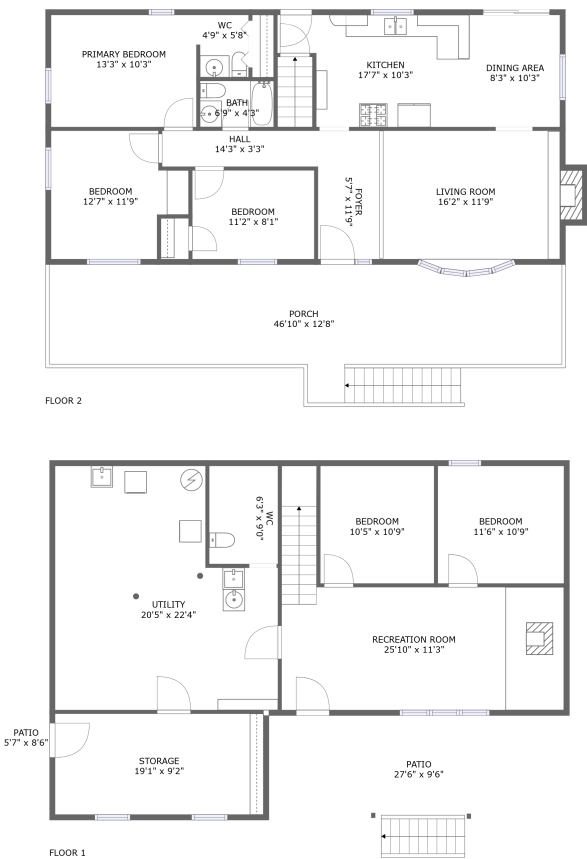 WC
4'9" x 5'8"
PRIMARY BEDROOM
13'3" x 10'3"
KITCHEN
17'7" x 10'3"
DINING AREA
8'3" x 10'3"
BATH
6'9" x 4'3"
HALL
14'3" x 3'3"
BEDROOM
12'7" x 11'9"
BEDROOM
11'2" x 8'1"
FOYER
5'7" x 11'9"
LIVING ROOM
16'2" x 11'9"
PORCH
46'10" x 12'8"
FLOOR 2
WC
6'3" x 9'0"
BEDROOM
10'5" x 10'9"
BEDROOM
11'6" x 10'9"
UTILITY
20'5" x 22'4"
RECREATION ROOM
25'10" x 11'3"
PATIO
5'7" x 8'6"
STORAGE
19'1" x 9'2"
PATIO
27'6" x 9'6"
FLOOR 1